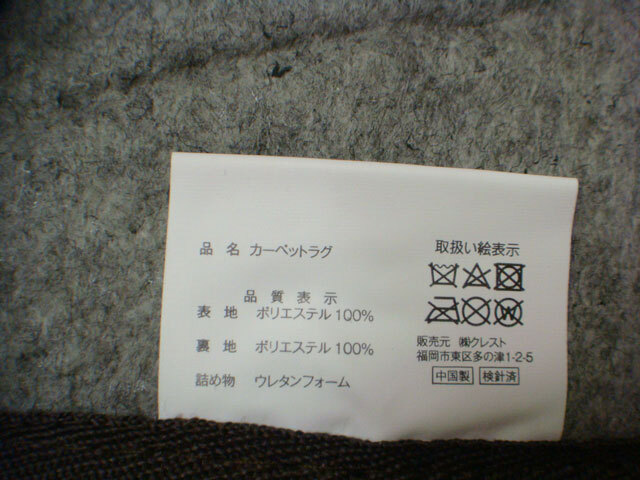 品名 カーペットラグ
品質表示
表地 ポリエステル100%
裏地 ポリエステル100%
詰め物 ウレタンフォーム
取扱い絵表示
W
販売元 ㈱クレスト
福岡市東区多の津1-2-5
中国製 検針済